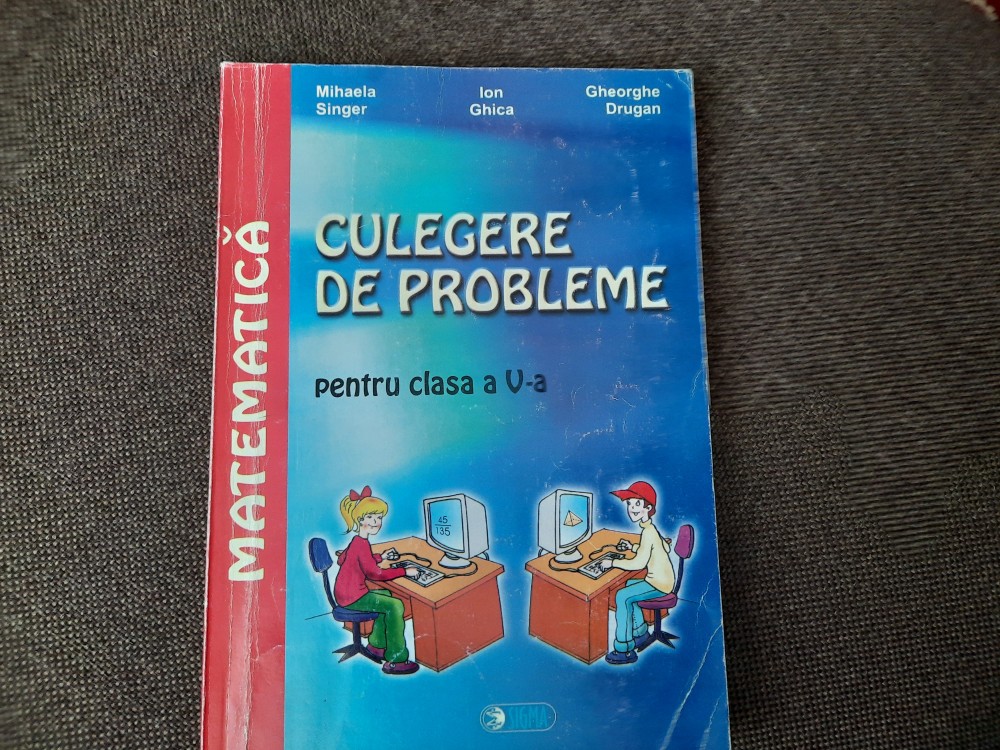 Mihaela Singer
Ion Ghica
Gheorghe Drugan
MATEMATICĂ
CULEGERE
DE PROBLEME
pentru clasa a V-a
45
135
SIGMA